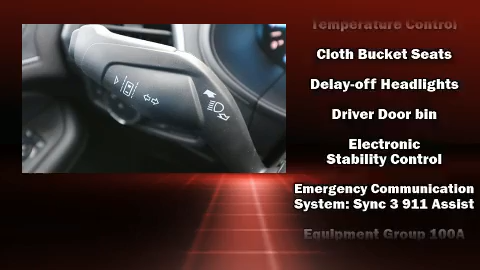 Temperature Control
Cloth Bucket Seats
Delay-off Headlights
Driver Door bin
Electronic
Stability Control
Emergency Communication
System: Sync 3 911 Assist
Equipment Group 100A